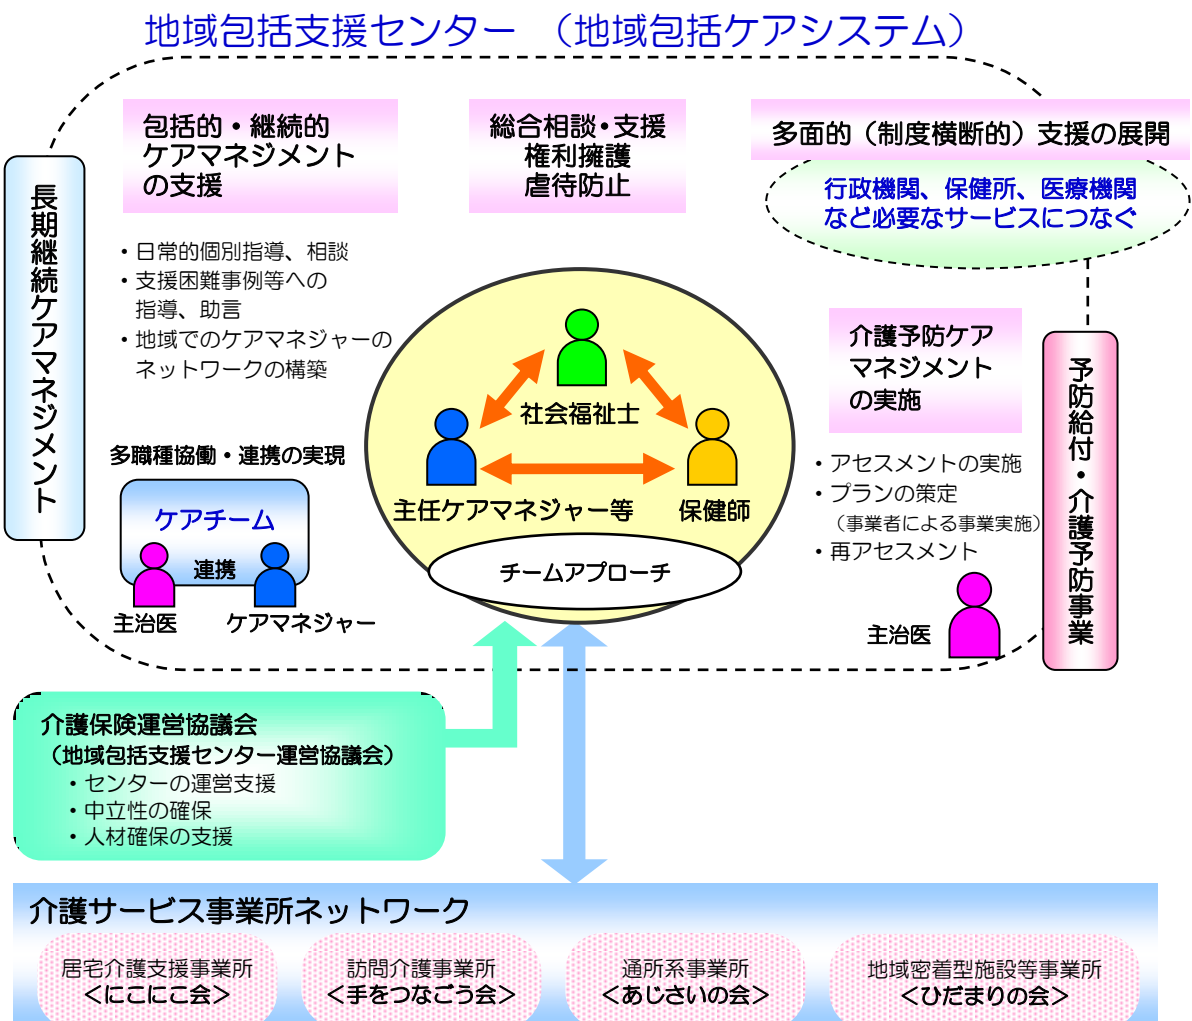 地域包括支援センター （地域包括ケアシステム）
包括的・継続的
ケアマネジメント
の支援
総合相談・支援
権利擁護
虐待防止
多面的（制度横断的）支援の展開
行政機関、保健所、医療機関
など必要なサービスにつなぐ
長期継続ケアマネジメント
・日常的個別指導、相談
・支援困難事例等への
指導、助言
・地域でのケアマネジャーの
ネットワークの構築
多職種協働・連携の実現
ケアチーム
連携
主治医
ケアマネジャー
社会福祉士
主任ケアマネジャー等
保健師
チームアプローチ
介護予防ケア
マネジメント
の実施
・アセスメントの実施
・プランの策定
（事業者による事業実施）
・再アセスメント
主治医
予防給付・介護予防事業
介護保険運営協議会
（地域包括支援センター運営協議会）
・センターの運営支援
・中立性の確保
・人材確保の支援
介護サービス事業所ネットワーク
居宅介護支援事業所
＜にこにこ会＞
訪問介護事業所
＜手をつなごう会＞
通所系事業所
＜あじさいの会＞
地域密着型施設等事業所
＜ひだまりの会＞